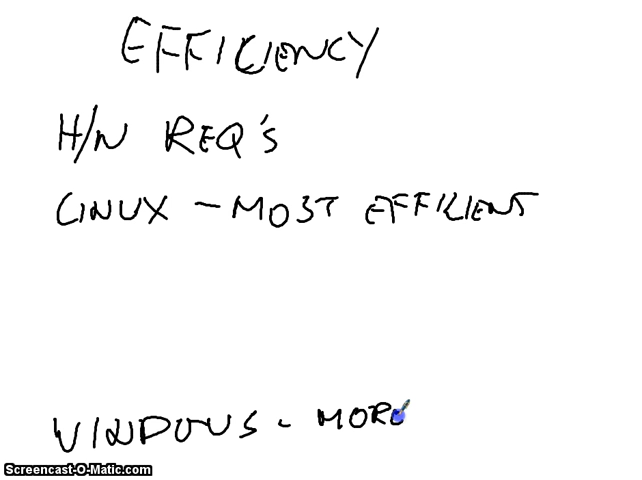 EFFICIENCY
H/W REQ'S
LINUX - MOST EFFICIENT
WINDOWS - MORE
Screencast-O-Matic.com